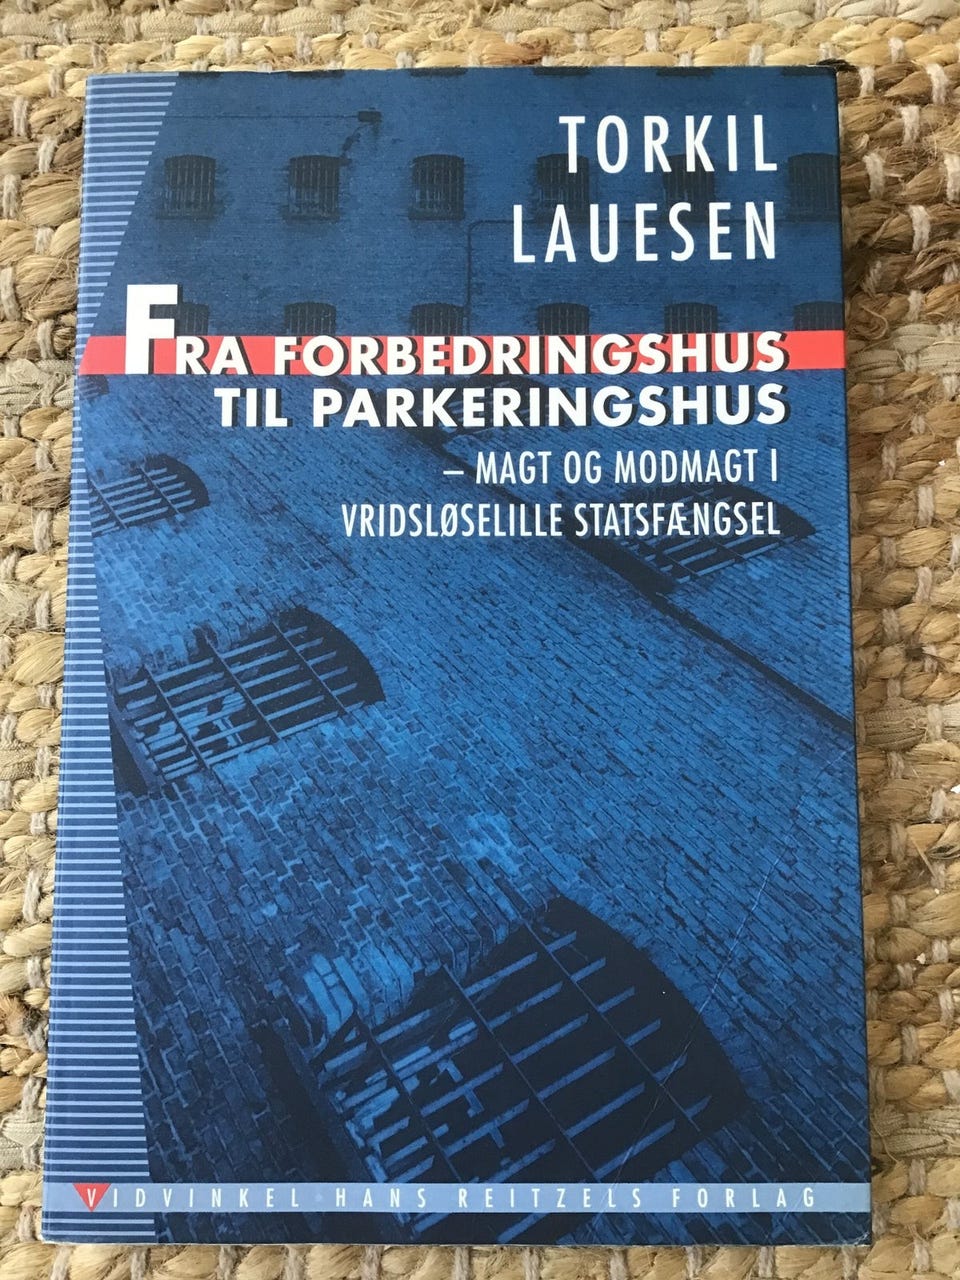 TORKIL
LAUESEN
FRA FORBEDRINGSHUS
TIL PARKERINGSHUS
– MAGT OG MODMAGT I
VRIDSLØSELILLE STATSFÆNGSEL
VIDVINKEL HANS REITZELS FORLAG